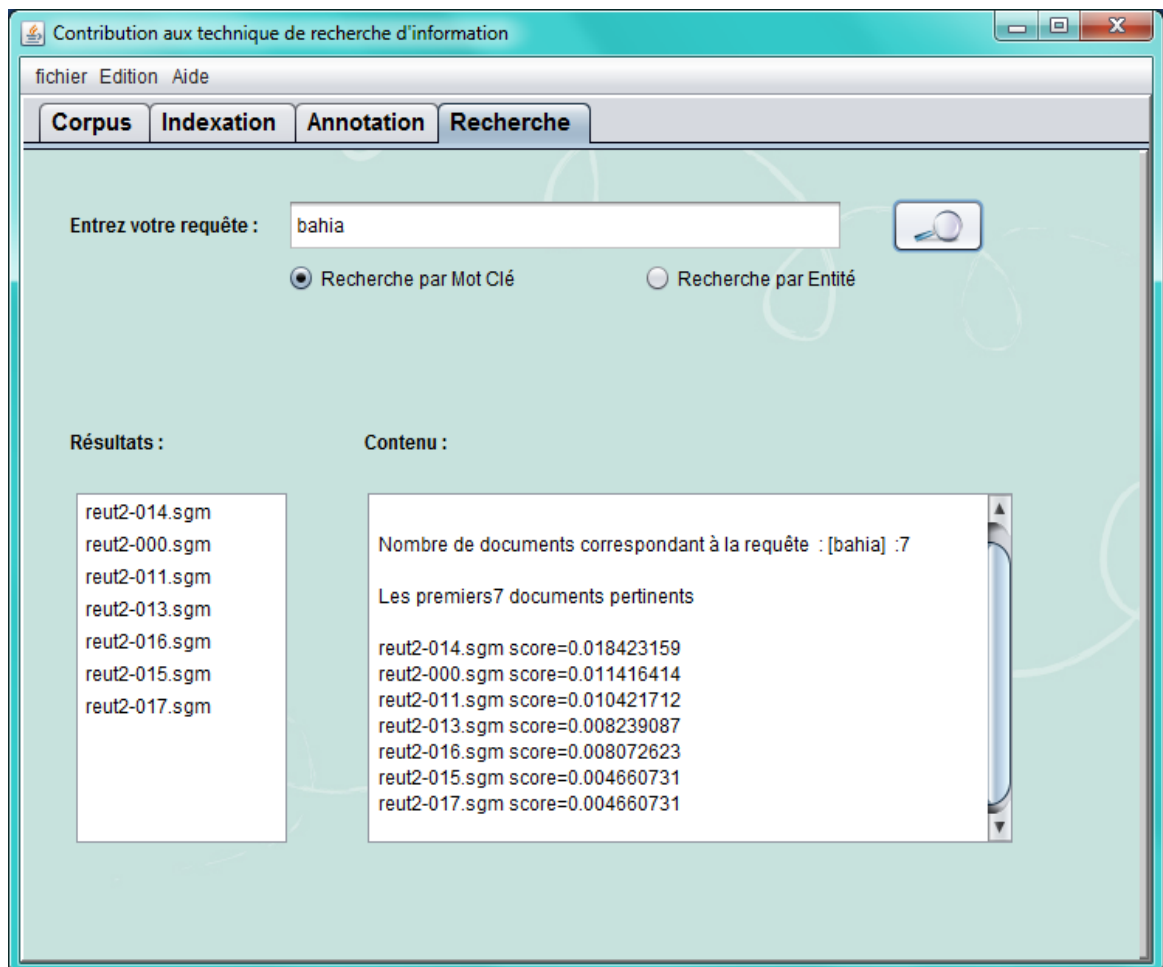 Contribution aux technique de recherche d'information
fichier Edition Aide
Corpus Indexation Annotation Recherche
Entrez votre requête : bahia
Recherche par Mot Clé Recherche par Entité
Résultats : Contenu :
reut2-014.sgm
reut2-000.sgm
reut2-011.sgm
reut2-013.sgm
reut2-016.sgm
reut2-015.sgm
reut2-017.sgm
Nombre de documents correspondant à la requête : [bahia] :7
Les premiers7 documents pertinents
reut2-014.sgm score=0.018423159
reut2-000.sgm score=0.011416414
reut2-011.sgm score=0.010421712
reut2-013.sgm score=0.008239087
reut2-016.sgm score=0.008072623
reut2-015.sgm score=0.004660731
reut2-017.sgm score=0.004660731